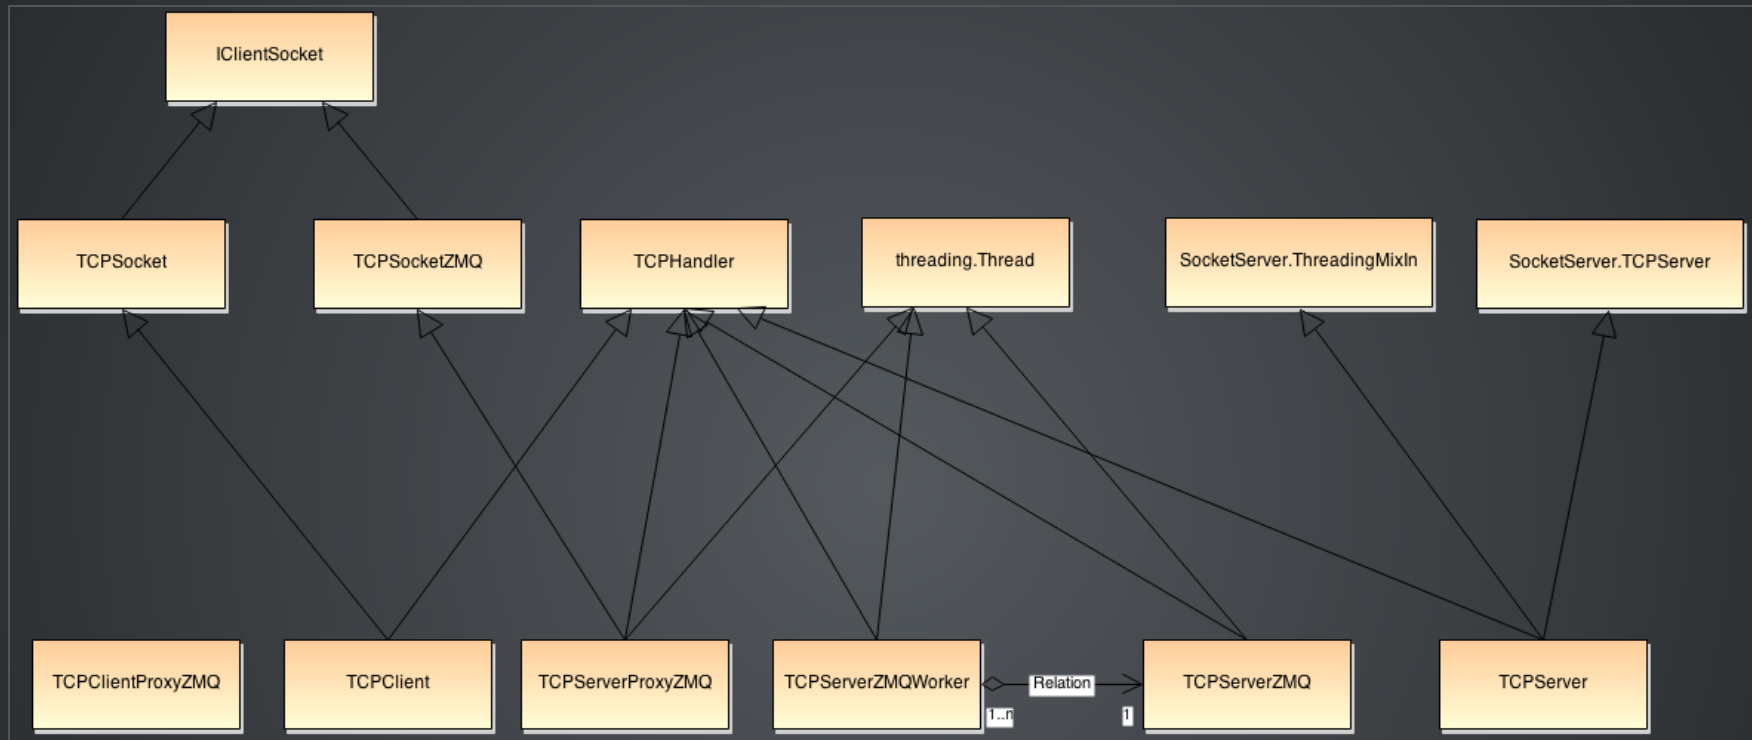 IClientSocket
TCPSocket
TCPSocketZMQ
TCPHandler
threading.Thread
SocketServer.ThreadingMixIn
SocketServer.TCPServer
TCPClientProxyZMQ
TCPClient
TCPServerProxyZMQ
TCPServerZMQWorker
Relation
TCPServerZMQ
TCPServer
1..n
1